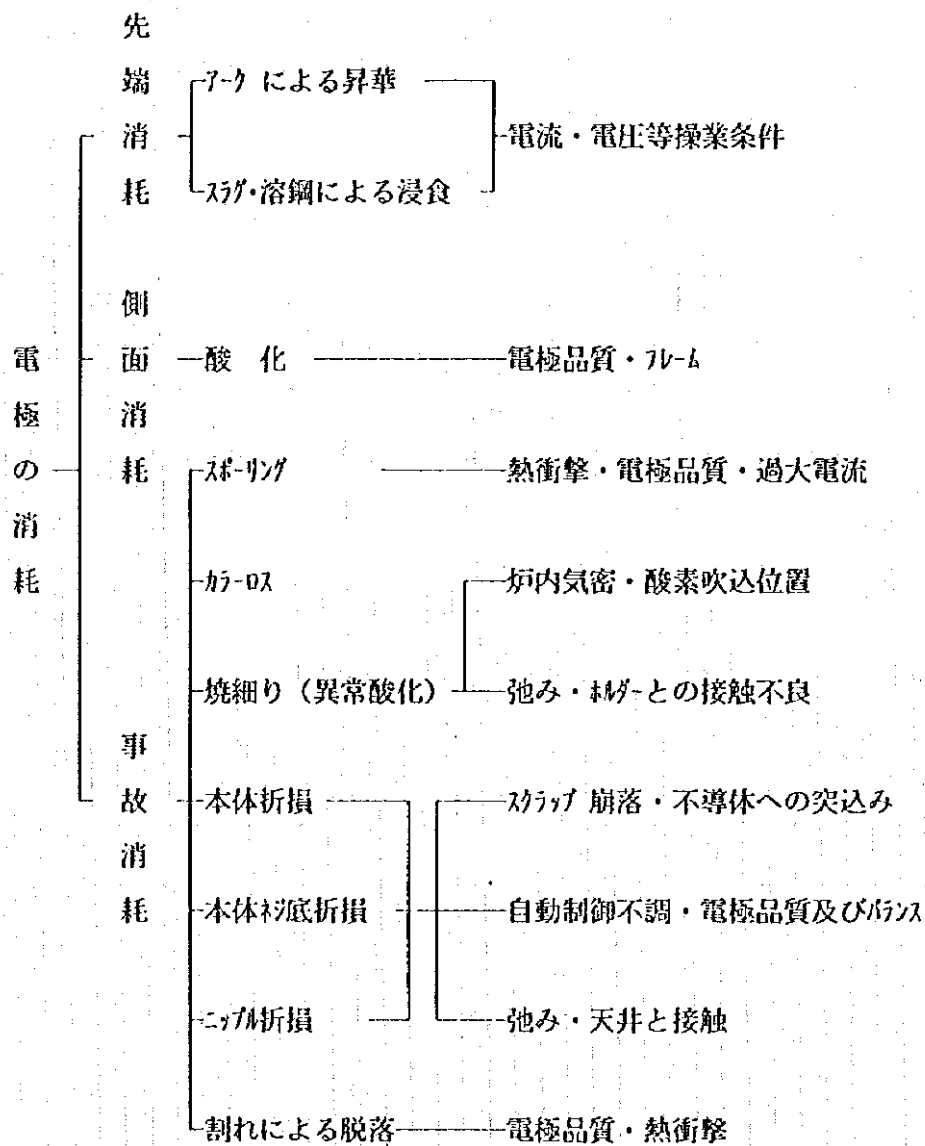 電極の消耗
先端消耗
アークによる昇華
スラグ・溶鋼による浸食
電流・電圧等操業条件
側面消耗
酸 化
電極品質・フレーム
事故消耗
スポーリング
熱衝撃・電極品質・過大電流
カラーロス
焼細り（異常酸化）
炉内気密・酸素吹込位置
弛み・ホルダーとの接触不良
本体折損
本体ネジ底折損
ニップル折損
スクラップ崩落・不導体への突込み
自動制御不調・電極品質及びバランス
弛み・天井と接触
割れによる脱落
電極品質・熱衝撃